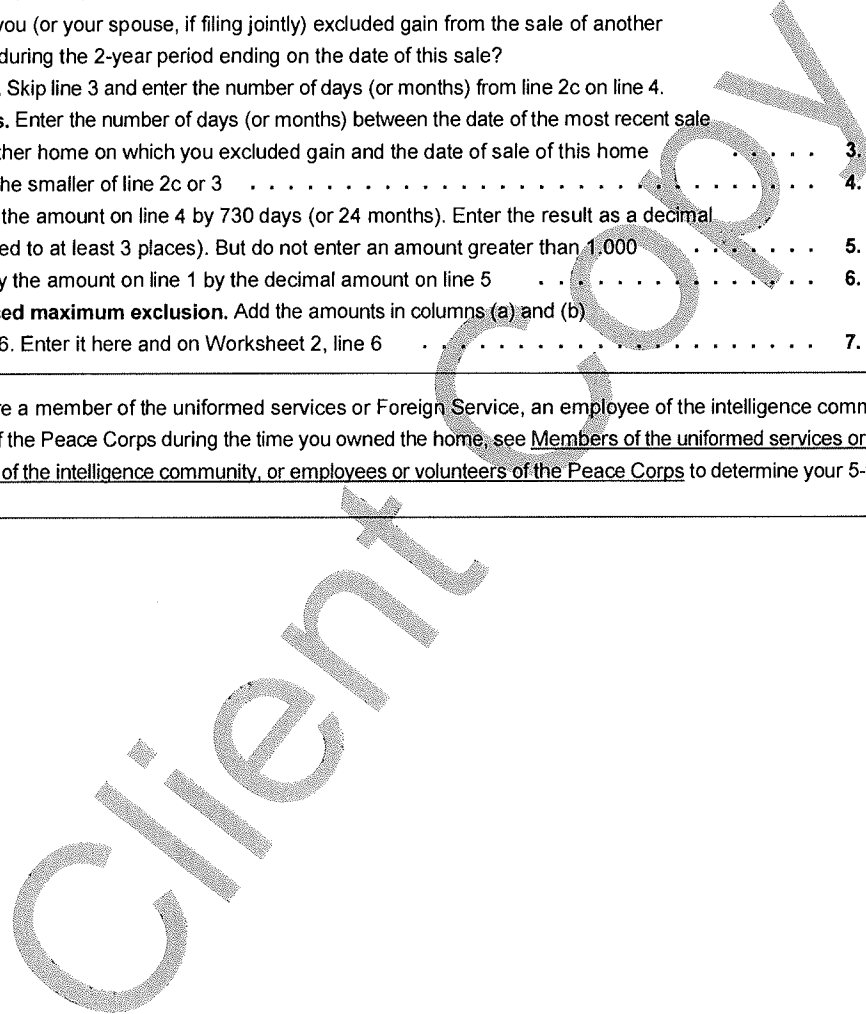 you (or your spouse, if filing jointly) excluded gain from the sale of another
during the 2-year period ending on the date of this sale?
. Skip line 3 and enter the number of days (or months) from line 2c on line 4.
s. Enter the number of days (or months) between the date of the most recent sale
ther home on which you excluded gain and the date of sale of this home . . . . . 3.
he smaller of line 2c or 3 . . . . . . . . . . . . . . . . . . . . . . . . . . . . . . 4.
the amount on line 4 by 730 days (or 24 months). Enter the result as a decimal
ed to at least 3 places). But do not enter an amount greater than 1.000 . . . . . . . 5.
y the amount on line 1 by the decimal amount on line 5 . . . . . . . . . . . . . . . 6.
ed maximum exclusion. Add the amounts in columns (a) and (b)
6. Enter it here and on Worksheet 2, line 6 . . . . . . . . . . . . . . . . . . . . . 7.
re a member of the uniformed services or Foreign Service, an employee of the intelligence comm
f the Peace Corps during the time you owned the home, see Members of the uniformed services or
of the intelligence community, or employees or volunteers of the Peace Corps to determine your 5-
Client Copy